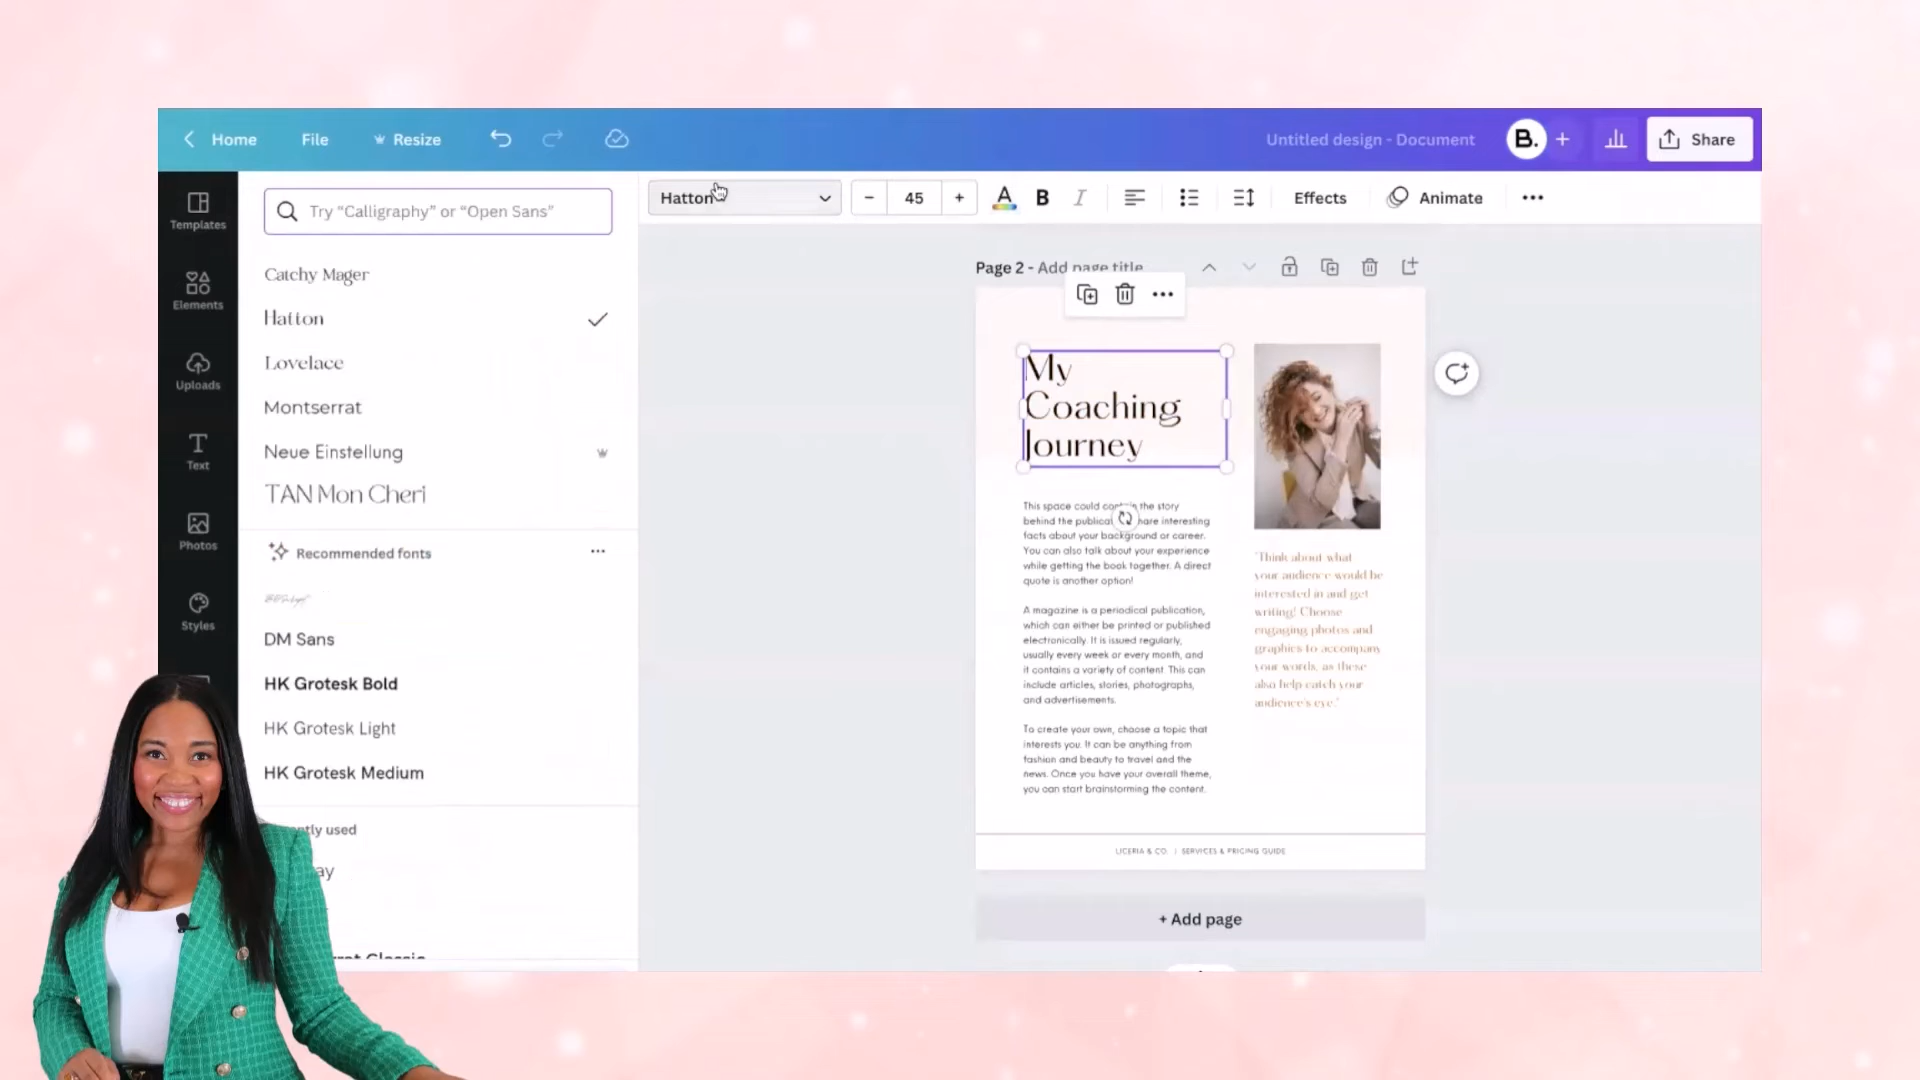 Home
File
Resize
Untitled design - Document
B.
+
Share
Templates
Elements
Uploads
Text
Photos
Styles
Try “Calligraphy” or “Open Sans”
Catchy Mager
Hatton
Lovelace
Montserrat
Neue Einstellung
TAN Mon Cheri
Recommended fonts
DM Sans
HK Grotesk Bold
HK Grotesk Light
HK Grotesk Medium
used
Hatton
- 45 +
A
B
I
Effects
Animate
Page 2 - Add page title
My
Coaching
Journey
This space could the story
behind the interesting
facts about your background or career.
You can also talk about your experience
while getting the book together. A direct
quote is another option!
A magazine is a periodical publication,
which can either be printed or published
electronically. It is issued regularly,
usually every week or every month, and
it contains a variety of content. This can
include articles, stories, photographs,
and advertisements.
To create your own, choose a topic that
interests you. It can be anything from
fashion and beauty to travel and the
news. Once you have your overall theme,
you can start brainstorming the content.
"Think about what
your audience would be
interested in and get
writing! Choose
engaging photos and
graphics to accompany
your words, as these
also help catch your
audience's eye."
LICERIA & CO. | SERVICES & PRICING GUIDE
+ Add page